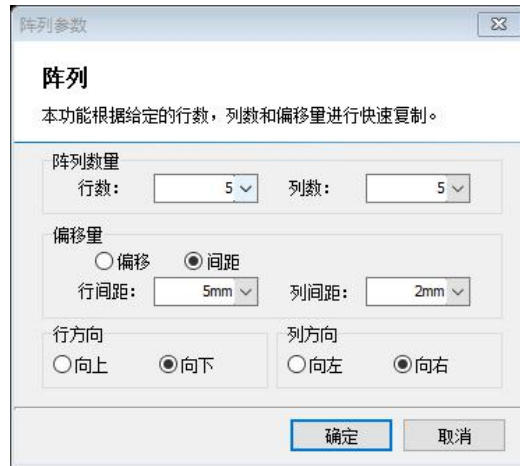 阵列参数
阵列
本功能根据给定的行数，列数和偏移量进行快速复制。
阵列数量
行数： 5 列数： 5
偏移量
偏移 间距
行间距： 5mm 列间距： 2mm
行方向 列方向
向上 向下 向左 向右
确定 取消